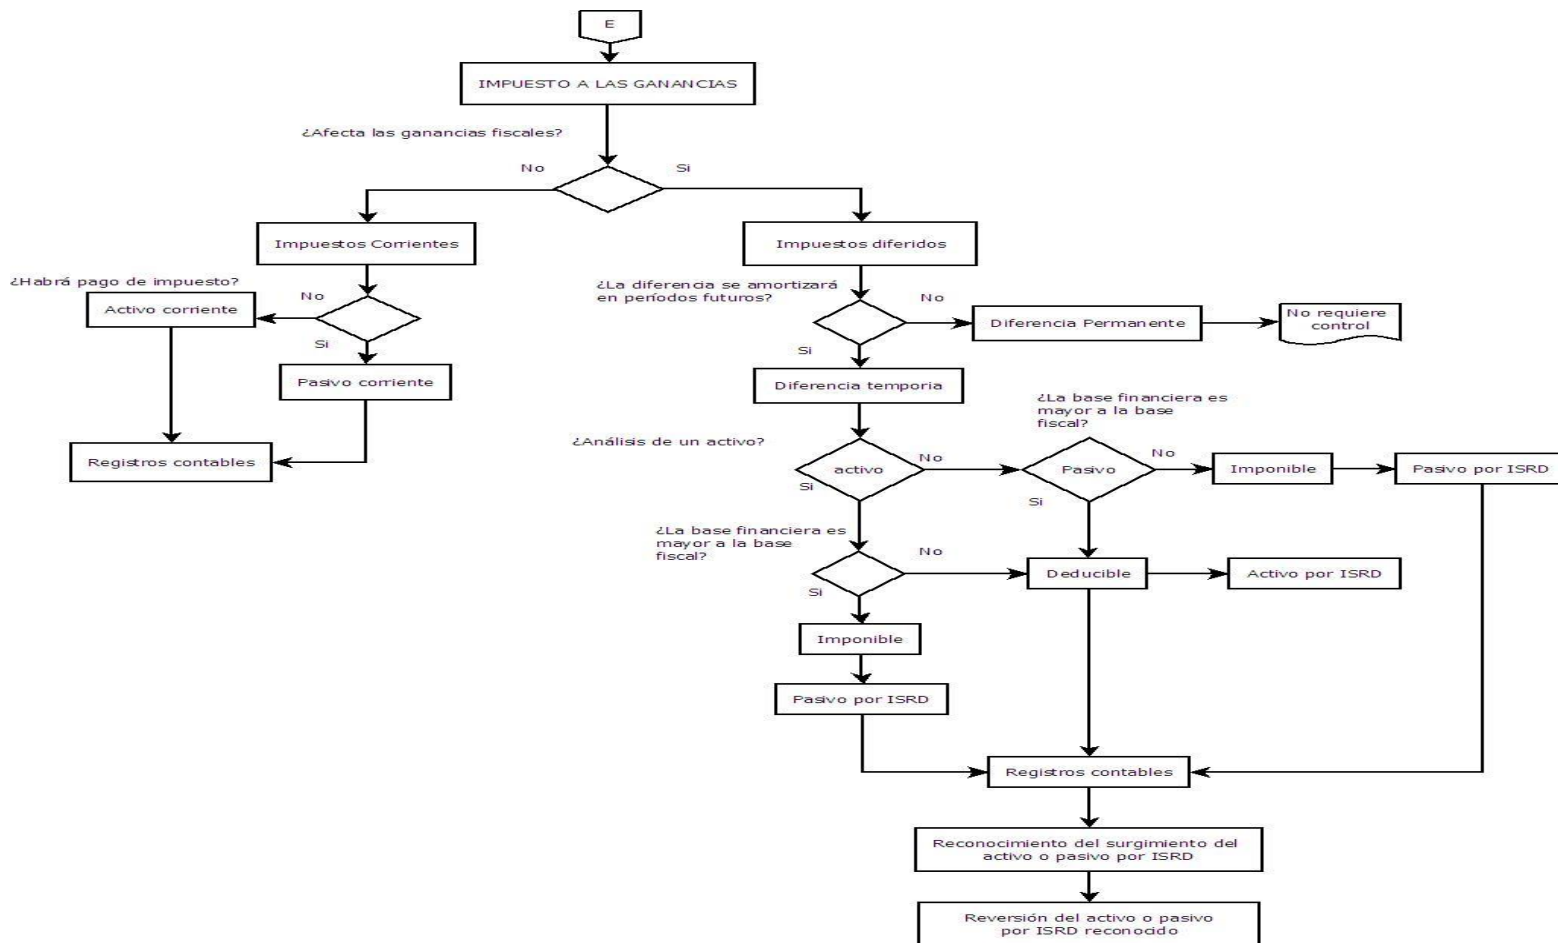 E
IMPUESTO A LAS GANANCIAS
¿Afecta las ganancias fiscales?
No
Si
Impuestos Corrientes
Impuestos diferidos
¿Habrá pago de impuesto?
No
Activo corriente
Si
Pasivo corriente
Registros contables
¿La diferencia se amortizará
en períodos futuros?
No
Diferencia Permanente
No requiere
control
Si
Diferencia temporia
¿Análisis de un activo?
activo
No
Si
¿La base financiera es
mayor a la base
fiscal?
Pasivo
No
Imponible
Pasivo por ISRD
Si
¿La base financiera es
mayor a la base
fiscal?
No
Deducible
Activo por ISRD
Si
Imponible
Pasivo por ISRD
Registros contables
Reconocimiento del surgimiento del
activo o pasivo por ISRD
Reversión del activo o pasivo
por ISRD reconocido